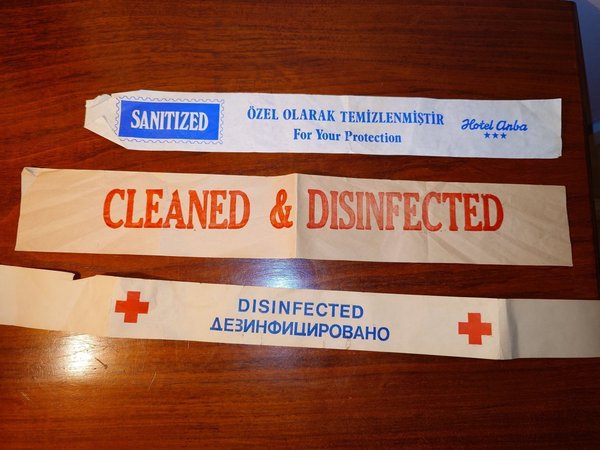 SANITIZED
ÖZEL OLARAK TEMİZLENMİŞTİR
For Your Protection
Hotel Anba
★★★
CLEANED & DISINFECTED
DISINFECTED
ДЕЗИНФИЦИРОВАНО